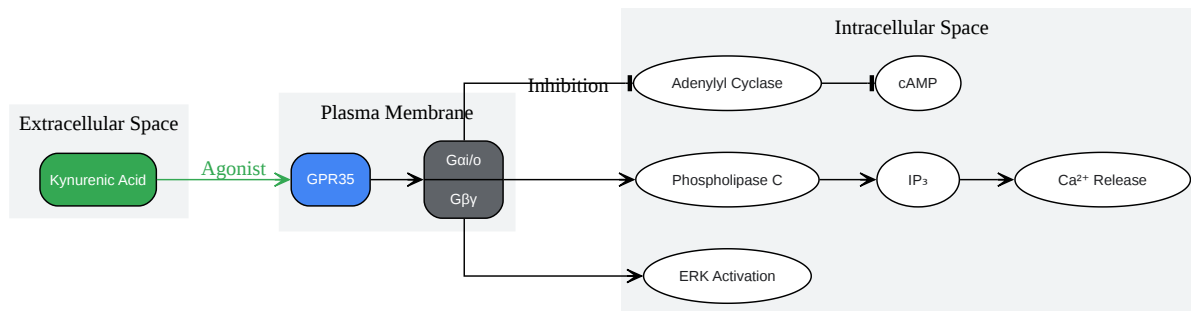 Extracellular Space
Kynurenic Acid
Agonist
Plasma Membrane
GPR35
Gαi/o
Gβγ
Inhibition
Intracellular Space
Adenylyl Cyclase
cAMP
Phospholipase C
IP₃
Ca²⁺ Release
ERK Activation